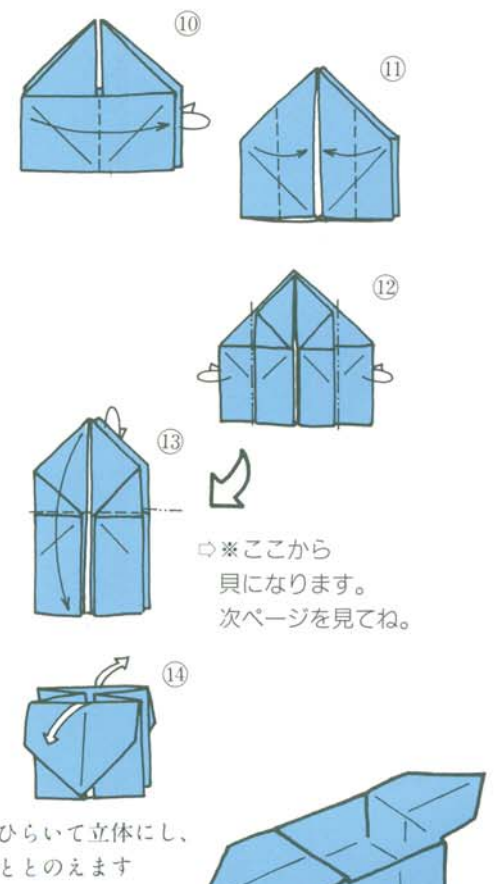 ⑩
⑪
⑫
⑬
⇨※ここから
貝になります。
次ページを見てね。
⑭
ひらいて立体にし、
ととのえます